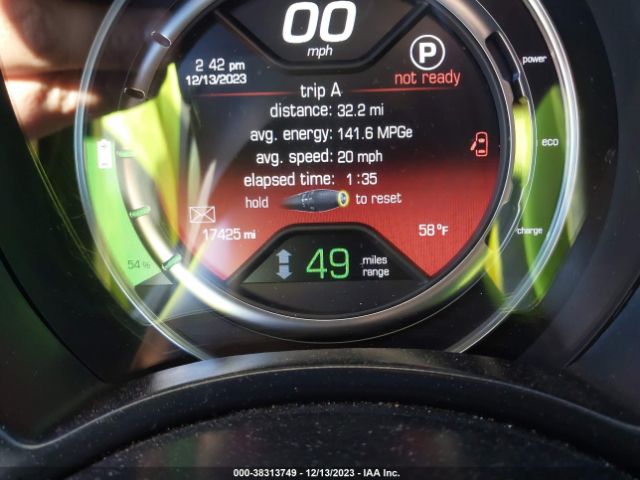 00
mph
2 42 pm
12/13/2023
P
not ready
power
trip A
distance: 32.2 mi
avg. energy: 141.6 MPGe
avg. speed: 20 mph
eco
elapsed time: 1:35
hold to reset
17425 mi
58°F
charge
54%
49 miles range
000-38313749 - 12/13/2023 - IAA Inc.